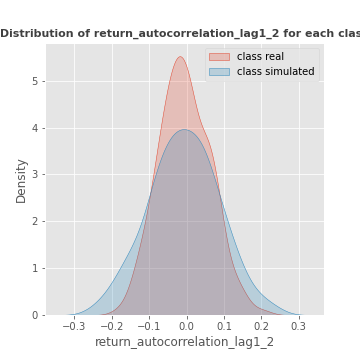 Distribution of return_autocorrelation_lag1_2 for each clas
class real
class simulated
Density
5
4
3
2
1
0
−0.3 −0.2 −0.1 0.0 0.1 0.2 0.3
return_autocorrelation_lag1_2